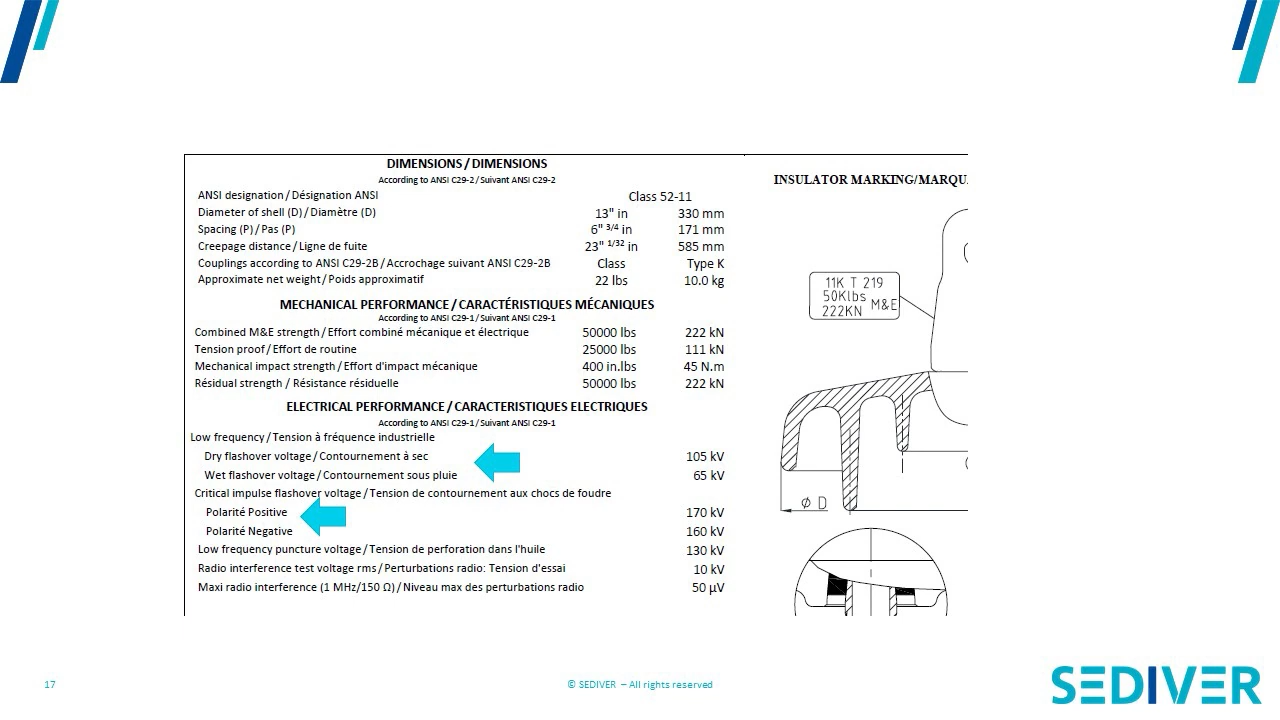 DIMENSIONS / DIMENSIONS
According to ANSI C29-2 / Suivant ANSI C29-2
ANSI designation / Désignation ANSI Class 52-11
Diameter of shell (D) / Diamètre (D) 13" in 330 mm
Spacing (P) / Pas (P) 6" 3/4 in 171 mm
Creepage distance / Ligne de fuite 23" 1/32 in 585 mm
Couplings according to ANSI C29-2B / Accrochage suivant ANSI C29-2B Class Type K
Approximate net weight / Poids approximatif 22 lbs 10.0 kg
MECHANICAL PERFORMANCE / CARACTÉRISTIQUES MÉCANIQUES
According to ANSI C29-1 / Suivant ANSI C29-1
Combined M&E strength / Effort combiné mécanique et électrique 50000 lbs 222 kN
Tension proof / Effort de routine 25000 lbs 111 kN
Mechanical impact strength / Effort d'impact mécanique 400 in.lbs 45 N.m
Résidual strength / Résistance résiduelle 50000 lbs 222 kN
ELECTRICAL PERFORMANCE / CARACTERISTIQUES ELECTRIQUES
According to ANSI C29-1 / Suivant ANSI C29-1
Low frequency / Tension à fréquence industrielle
Dry flashover voltage / Contournement à sec 105 kV
Wet flashover voltage / Contournement sous pluie 65 kV
Critical impulse flashover voltage / Tension de contournement aux chocs de foudre
Polarité Positive 170 kV
Polarité Negative 160 kV
Low frequency puncture voltage / Tension de perforation dans l'huile 130 kV
Radio interference test voltage rms / Perturbations radio: Tension d'essai 10 kV
Maxi radio interference (1 MHz/150 Ω) / Niveau max des perturbations radio 50 µV
INSULATOR MARKING/MARQU
11K T 219
50Klbs
222KN M&E
ϕ D
17
© SEDIVER – All rights reserved
SEDIVER